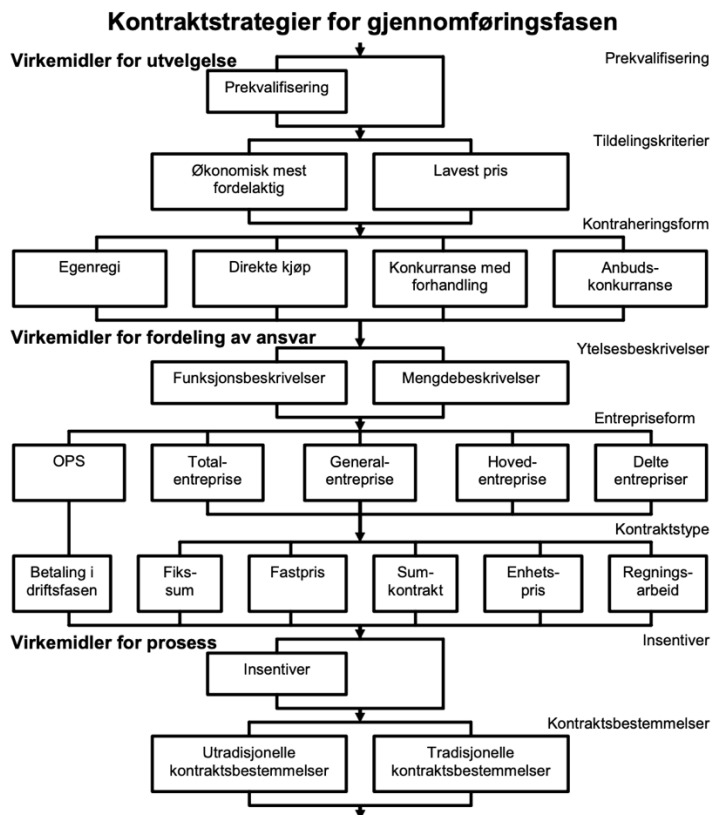 Kontraktstrategier for gjennomføringsfasen
Virkemidler for utvelgelse
Prekvalifisering
Prekvalifisering
Tildelingskriterier
Økonomisk mest
fordelaktig
Lavest pris
Kontraheringsform
Egenregi
Direkte kjøp
Konkurranse med
forhandling
Anbuds-
konkurranse
Virkemidler for fordeling av ansvar
Ytelsesbeskrivelser
Funksjonsbeskrivelser
Mengdebeskrivelser
Entrepriseform
OPS
Total-
entreprise
General-
entreprise
Hoved-
entreprise
Delte
entrepriser
Kontraktstype
Betaling i
driftsfasen
Fiks-
sum
Fastpris
Sum-
kontrakt
Enhets-
pris
Regnings-
arbeid
Virkemidler for prosess
Insentiver
Insentiver
Kontraktsbestemmelser
Utradisjonelle
kontraktsbestemmelser
Tradisjonelle
kontraktsbestemmelser